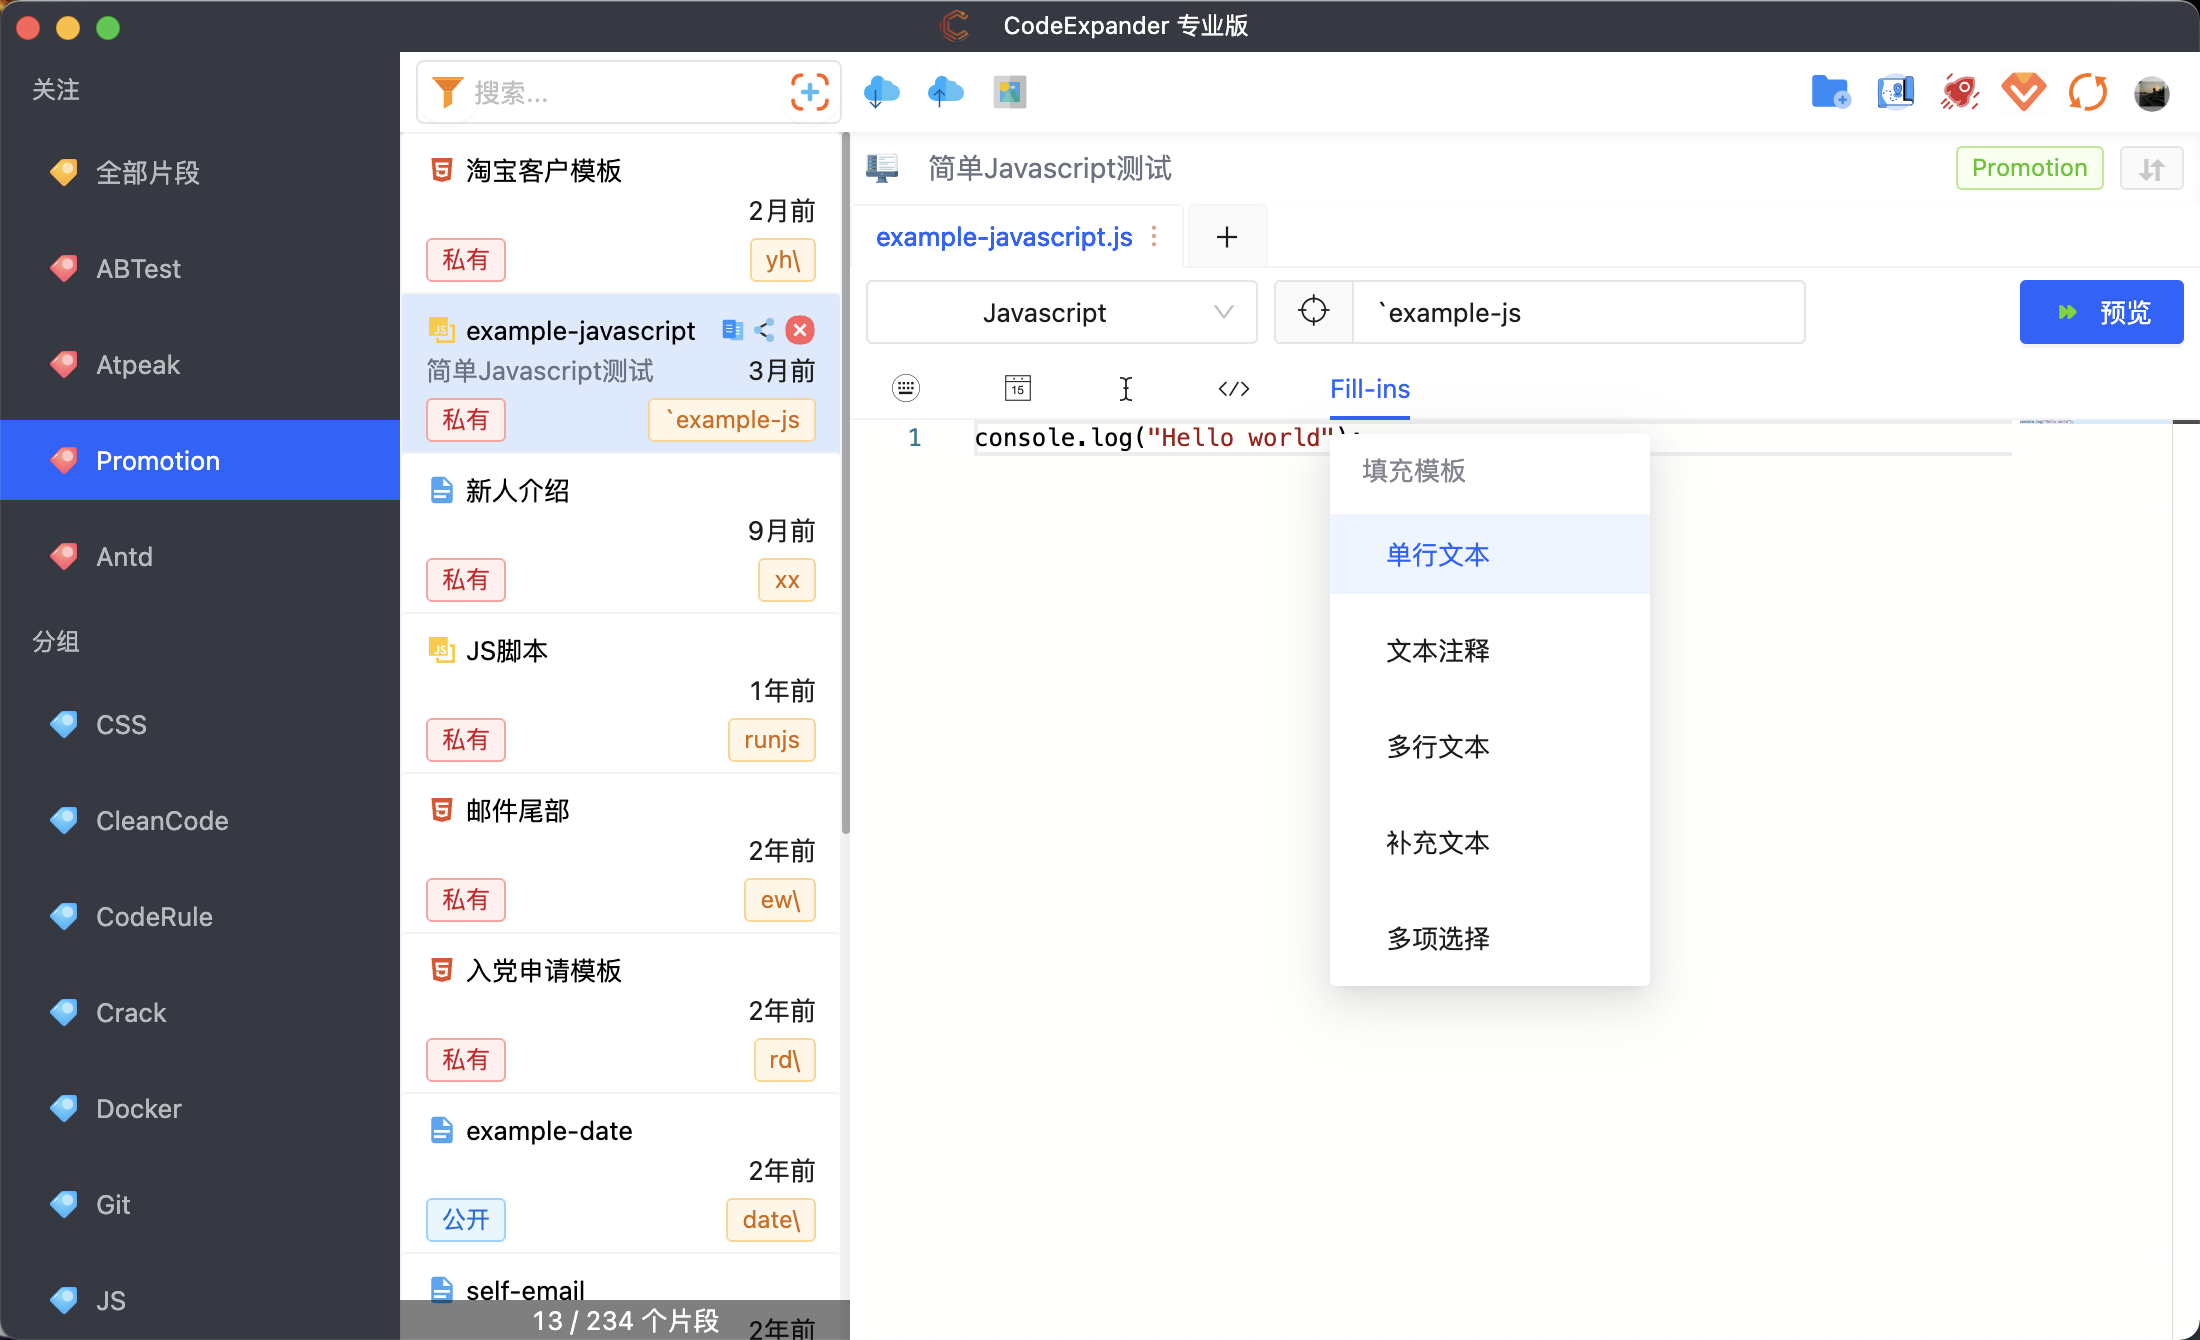 CodeExpander 专业版
关注
全部片段
ABTest
Atpeak
Promotion
Antd
分组
CSS
CleanCode
CodeRule
Crack
Docker
Git
JS
搜索...
淘宝客户模板
2月前
私有
yh\
example-javascript
简单Javascript测试
3月前
私有
`example-js
新人介绍
9月前
私有
xx
JS脚本
1年前
私有
runjs
邮件尾部
2年前
私有
ew\
入党申请模板
2年前
私有
rd\
example-date
2年前
公开
date\
self-email
2年前
13 / 234 个片段
简单Javascript测试
Promotion
example-javascript.js
+
Javascript
`example-js
预览
15
</>
Fill-ins
1
console.log("Hello world");
填充模板
单行文本
文本注释
多行文本
补充文本
多项选择